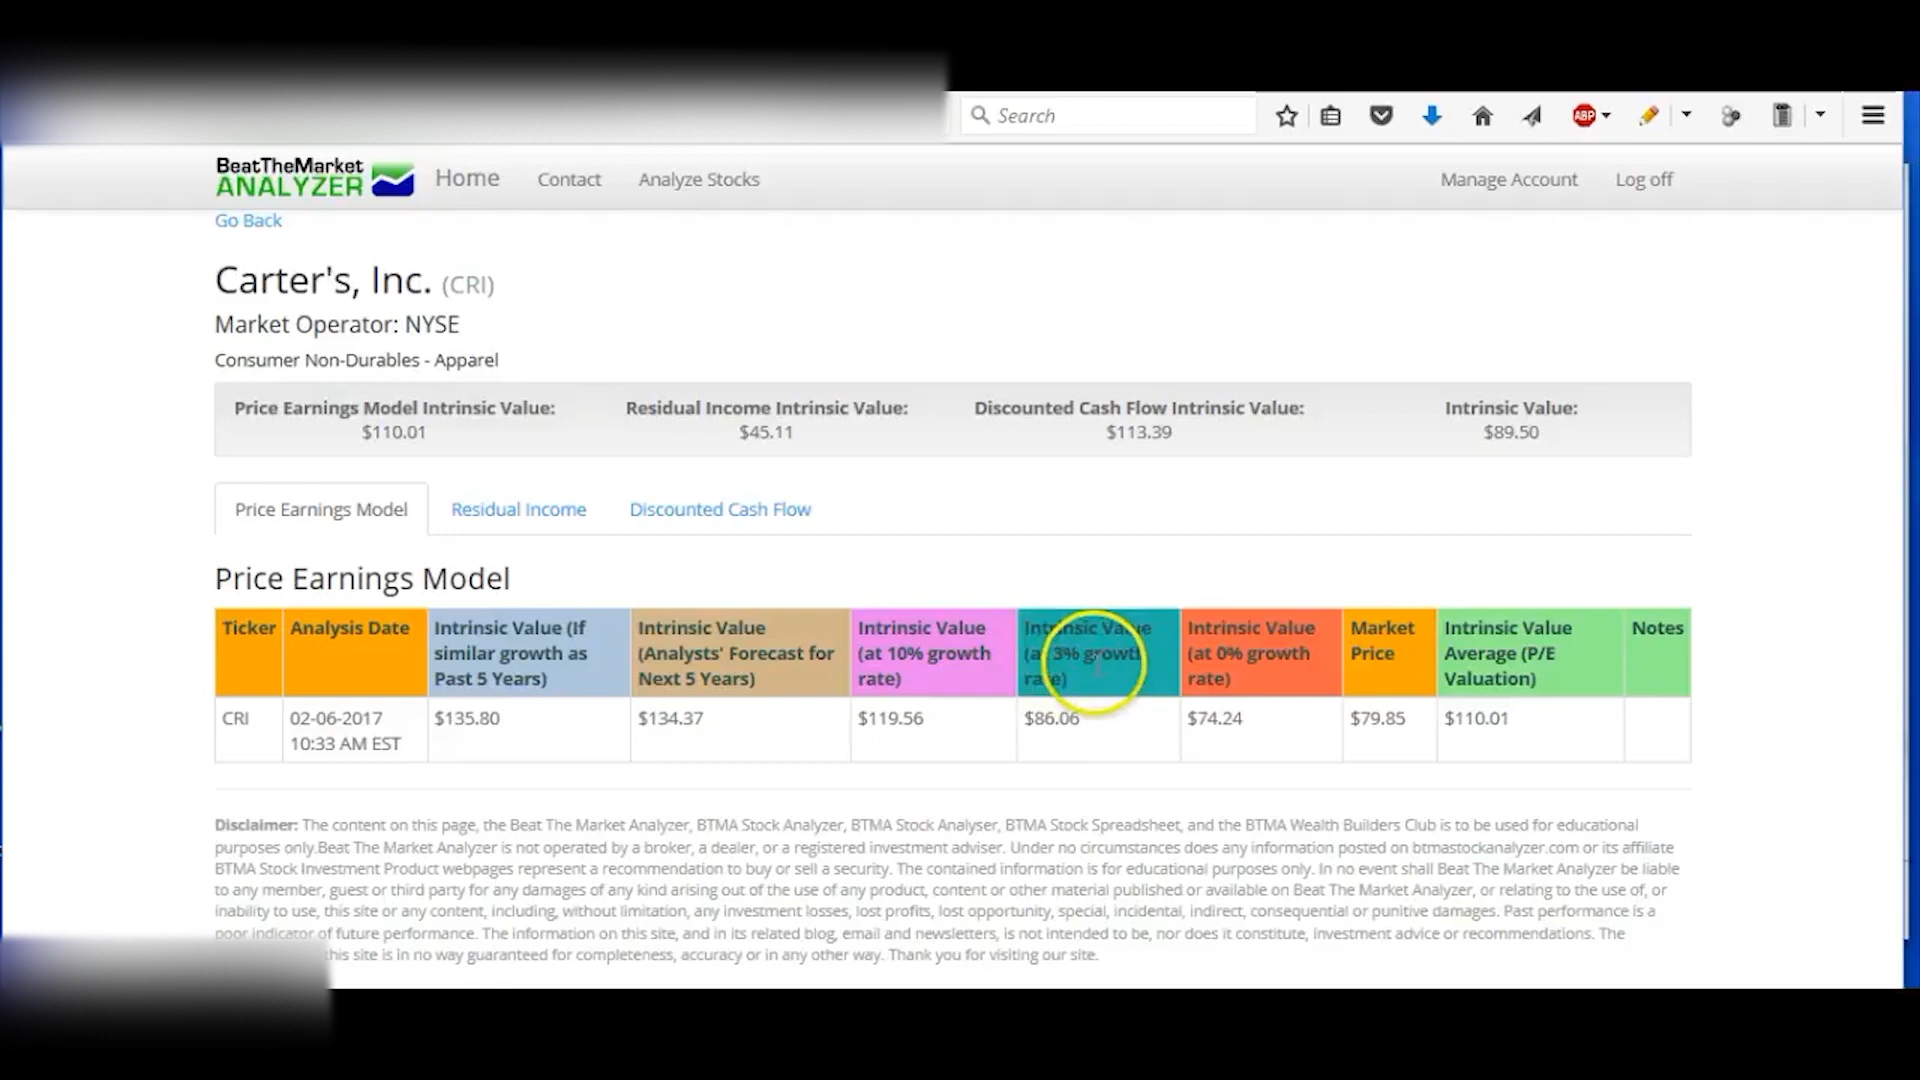 Search
ABP
BeatTheMarket
ANALYZER
Home Contact Analyze Stocks Manage Account Log off
Go Back
Carter's, Inc. (CRI)
Market Operator: NYSE
Consumer Non-Durables - Apparel
Price Earnings Model Intrinsic Value: Residual Income Intrinsic Value: Discounted Cash Flow Intrinsic Value: Intrinsic Value:
$110.01 $45.11 $113.39 $89.50
Price Earnings Model Residual Income Discounted Cash Flow
Price Earnings Model
Ticker Analysis Date Intrinsic Value (If Intrinsic Value Intrinsic Value Intrinsic Value Intrinsic Value Market Intrinsic Value Notes
similar growth as (Analysts' Forecast for (at 10% growth (at 3% growth (at 0% growth Price Average (P/E
Past 5 Years) Next 5 Years) rate) rate) rate) Valuation)
CRI 02-06-2017 $135.80 $134.37 $119.56 $86.06 $74.24 $79.85 $110.01
10:33 AM EST
Disclaimer: The content on this page, the Beat The Market Analyzer, BTMA Stock Analyzer, BTMA Stock Analyser, BTMA Stock Spreadsheet, and the BTMA Wealth Builders Club is to be used for educational
purposes only.Beat The Market Analyzer is not operated by a broker, a dealer, or a registered investment adviser. Under no circumstances does any information posted on btmastockanalyzer.com or its affiliate
BTMA Stock Investment Product webpages represent a recommendation to buy or sell a security. The contained information is for educational purposes only. In no event shall Beat The Market Analyzer be liable
to any member, guest or third party for any damages of any kind arising out of the use of any product, content or other material published or available on Beat The Market Analyzer, or relating to the use of, or
inability to use, this site or any content, including, without limitation, any investment losses, lost profits, lost opportunity, special, incidental, indirect, consequential or punitive damages. Past performance is a
poor indicator of future performance. The information on this site, and in its related blog, email and newsletters, is not intended to be, nor does it constitute, investment advice or recommendations. The
this site is in no way guaranteed for completeness, accuracy or in any other way. Thank you for visiting our site.